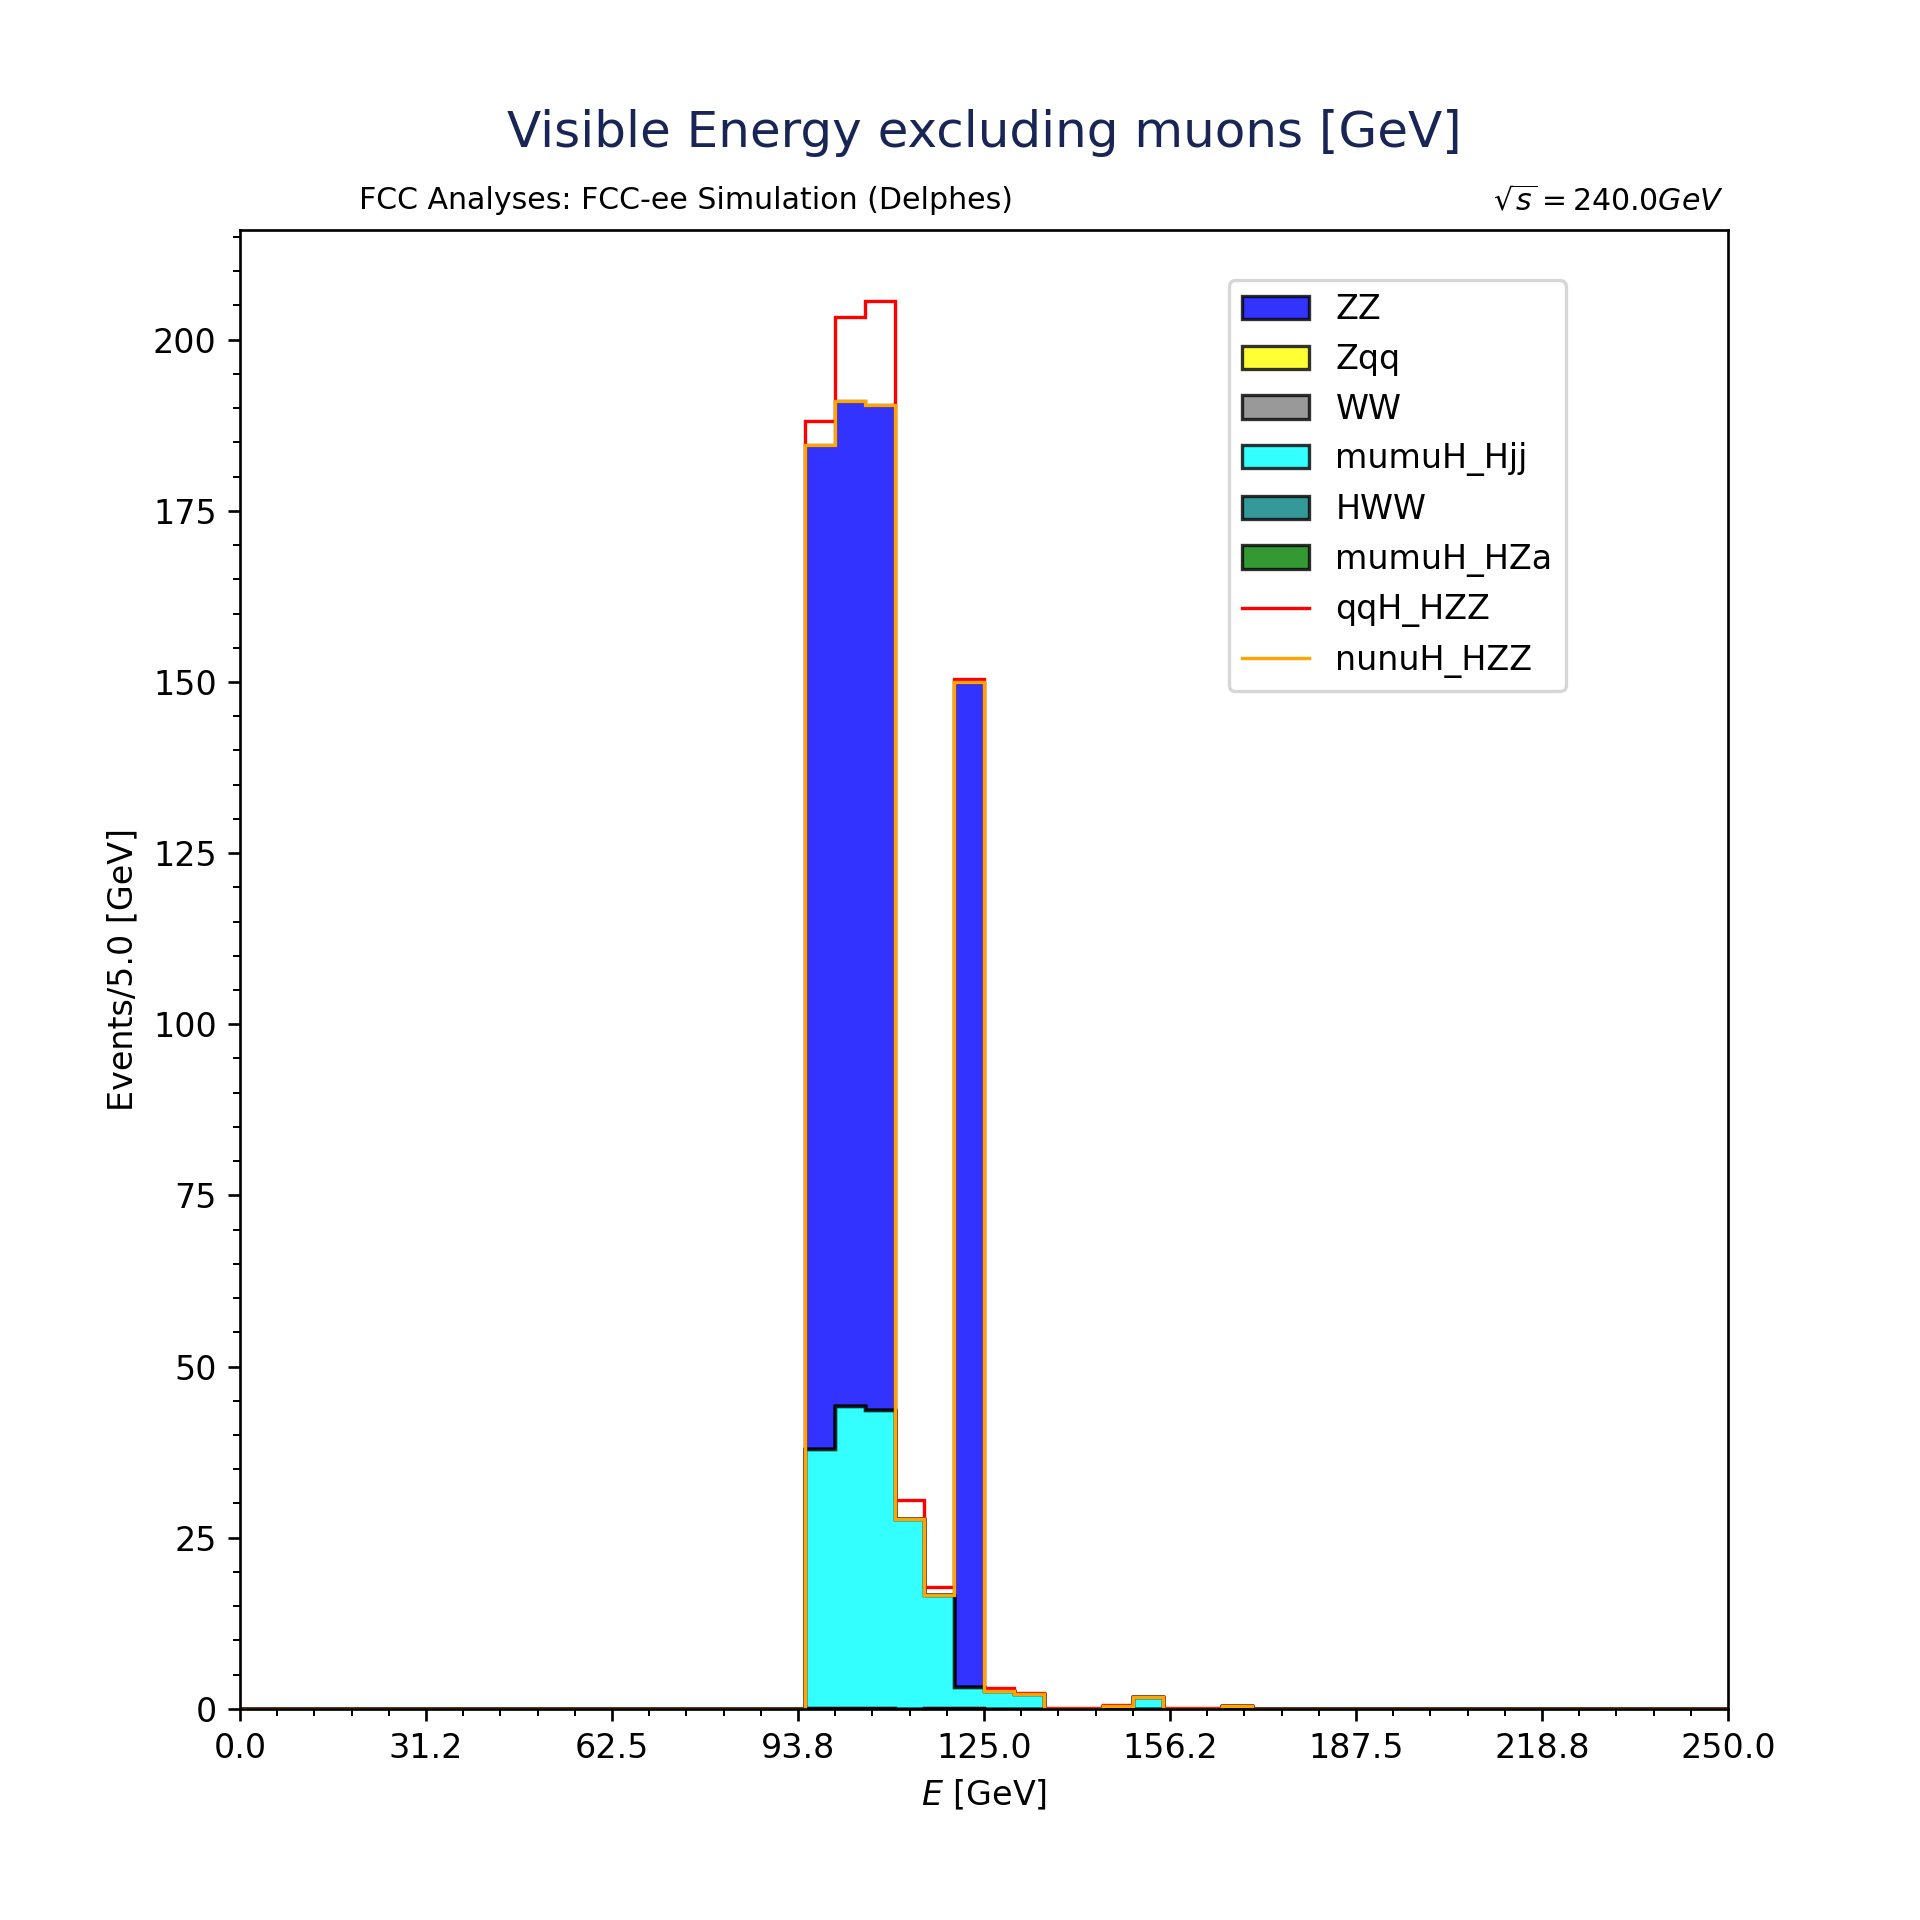 Visible Energy excluding muons [GeV]
FCC Analyses: FCC-ee Simulation (Delphes)
√s = 240.0GeV
ZZ
Zqq
WW
mumuH_Hjj
HWW
mumuH_HZa
qqH_HZZ
nunuH_HZZ
200
175
150
125
100
75
50
25
0
Events/5.0 [GeV]
0.0 31.2 62.5 93.8 125.0 156.2 187.5 218.8 250.0
E [GeV]